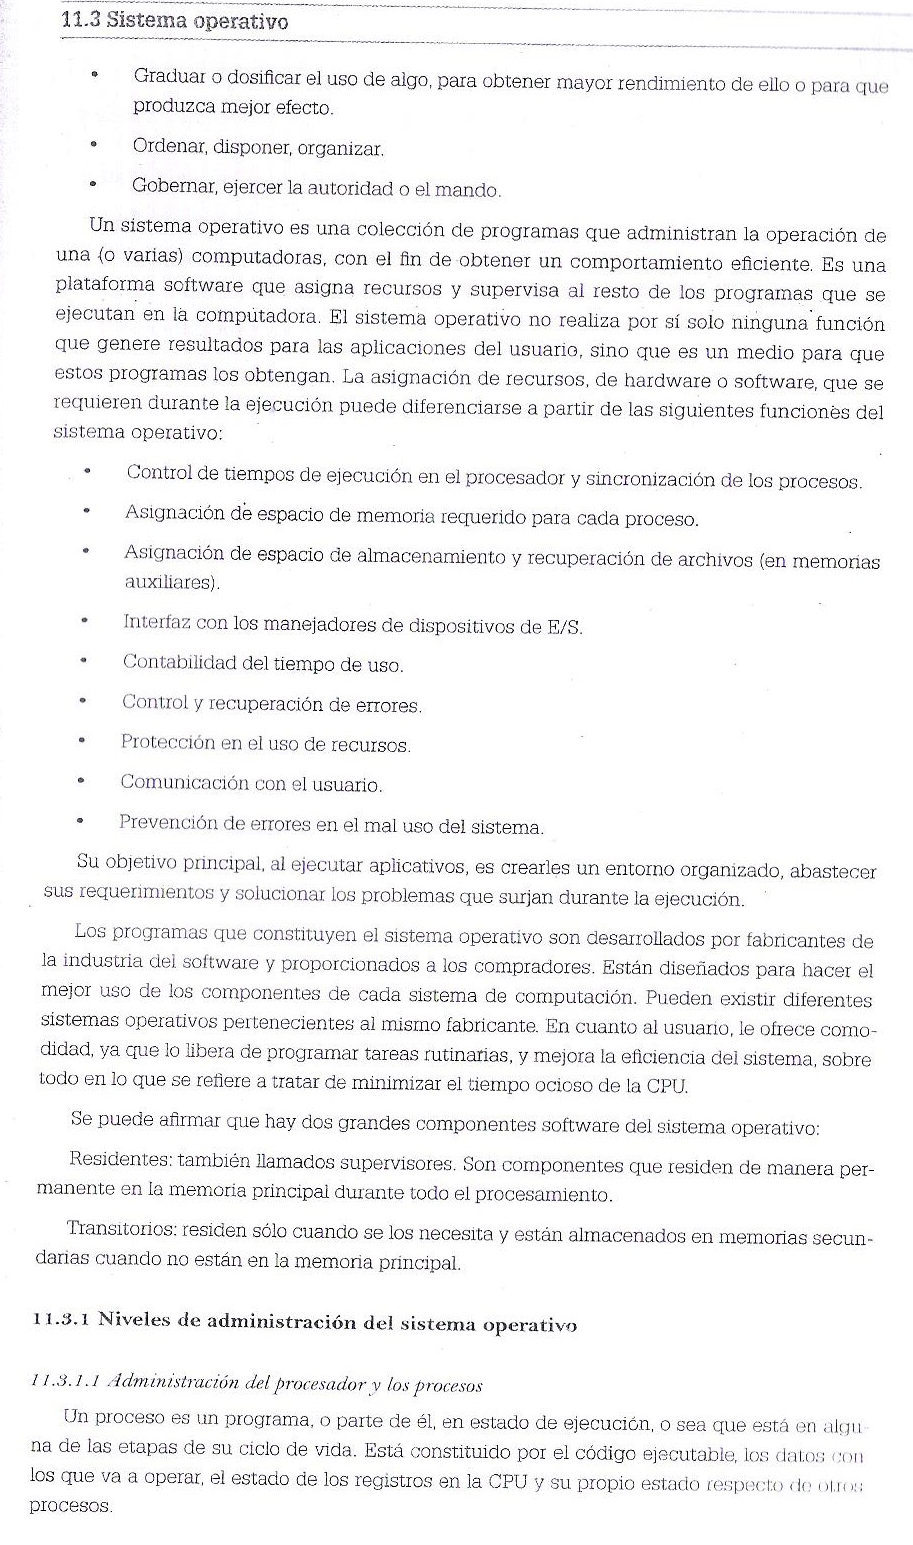 11.3 Sistema operativo
• Graduar o dosificar el uso de algo, para obtener mayor rendimiento de ello o para que
produzca mejor efecto.
• Ordenar, disponer, organizar.
• Gobernar, ejercer la autoridad o el mando.
Un sistema operativo es una colección de programas que administran la operación de
una (o varias) computadoras, con el fin de obtener un comportamiento eficiente. Es una
plataforma software que asigna recursos y supervisa al resto de los programas que se
ejecutan en la computadora. El sistema operativo no realiza por sí solo ninguna función
que genere resultados para las aplicaciones del usuario, sino que es un medio para que
estos programas los obtengan. La asignación de recursos, de hardware o software, que se
requieren durante la ejecución puede diferenciarse a partir de las siguientes funciones del
sistema operativo:
• Control de tiempos de ejecución en el procesador y sincronización de los procesos.
• Asignación de espacio de memoria requerido para cada proceso.
• Asignación de espacio de almacenamiento y recuperación de archivos (en memorias
auxiliares).
• Interfaz con los manejadores de dispositivos de E/S.
• Contabilidad del tiempo de uso.
• Control y recuperación de errores.
• Protección en el uso de recursos.
• Comunicación con el usuario.
• Prevención de errores en el mal uso del sistema.
Su objetivo principal, al ejecutar aplicativos, es crearles un entorno organizado, abastecer
sus requerimientos y solucionar los problemas que surjan durante la ejecución.
Los programas que constituyen el sistema operativo son desarrollados por fabricantes de
la industria del software y proporcionados a los compradores. Están diseñados para hacer el
mejor uso de los componentes de cada sistema de computación. Pueden existir diferentes
sistemas operativos pertenecientes al mismo fabricante. En cuanto al usuario, le ofrece como-
didad, ya que lo libera de programar tareas rutinarias, y mejora la eficiencia del sistema, sobre
todo en lo que se refiere a tratar de minimizar el tiempo ocioso de la CPU.
Se puede afirmar que hay dos grandes componentes software del sistema operativo:
Residentes: también llamados supervisores. Son componentes que residen de manera per-
manente en la memoria principal durante todo el procesamiento.
Transitorios: residen sólo cuando se los necesita y están almacenados en memorias secun-
darias cuando no están en la memoria principal.
11.3.1 Niveles de administración del sistema operativo
11.3.1.1 Administración del procesador y los procesos
Un proceso es un programa, o parte de él, en estado de ejecución, o sea que está en algu-
na de las etapas de su ciclo de vida. Está constituido por el código ejecutable, los datos con
los que va a operar, el estado de los registros en la CPU y su propio estado respecto de otros
procesos.